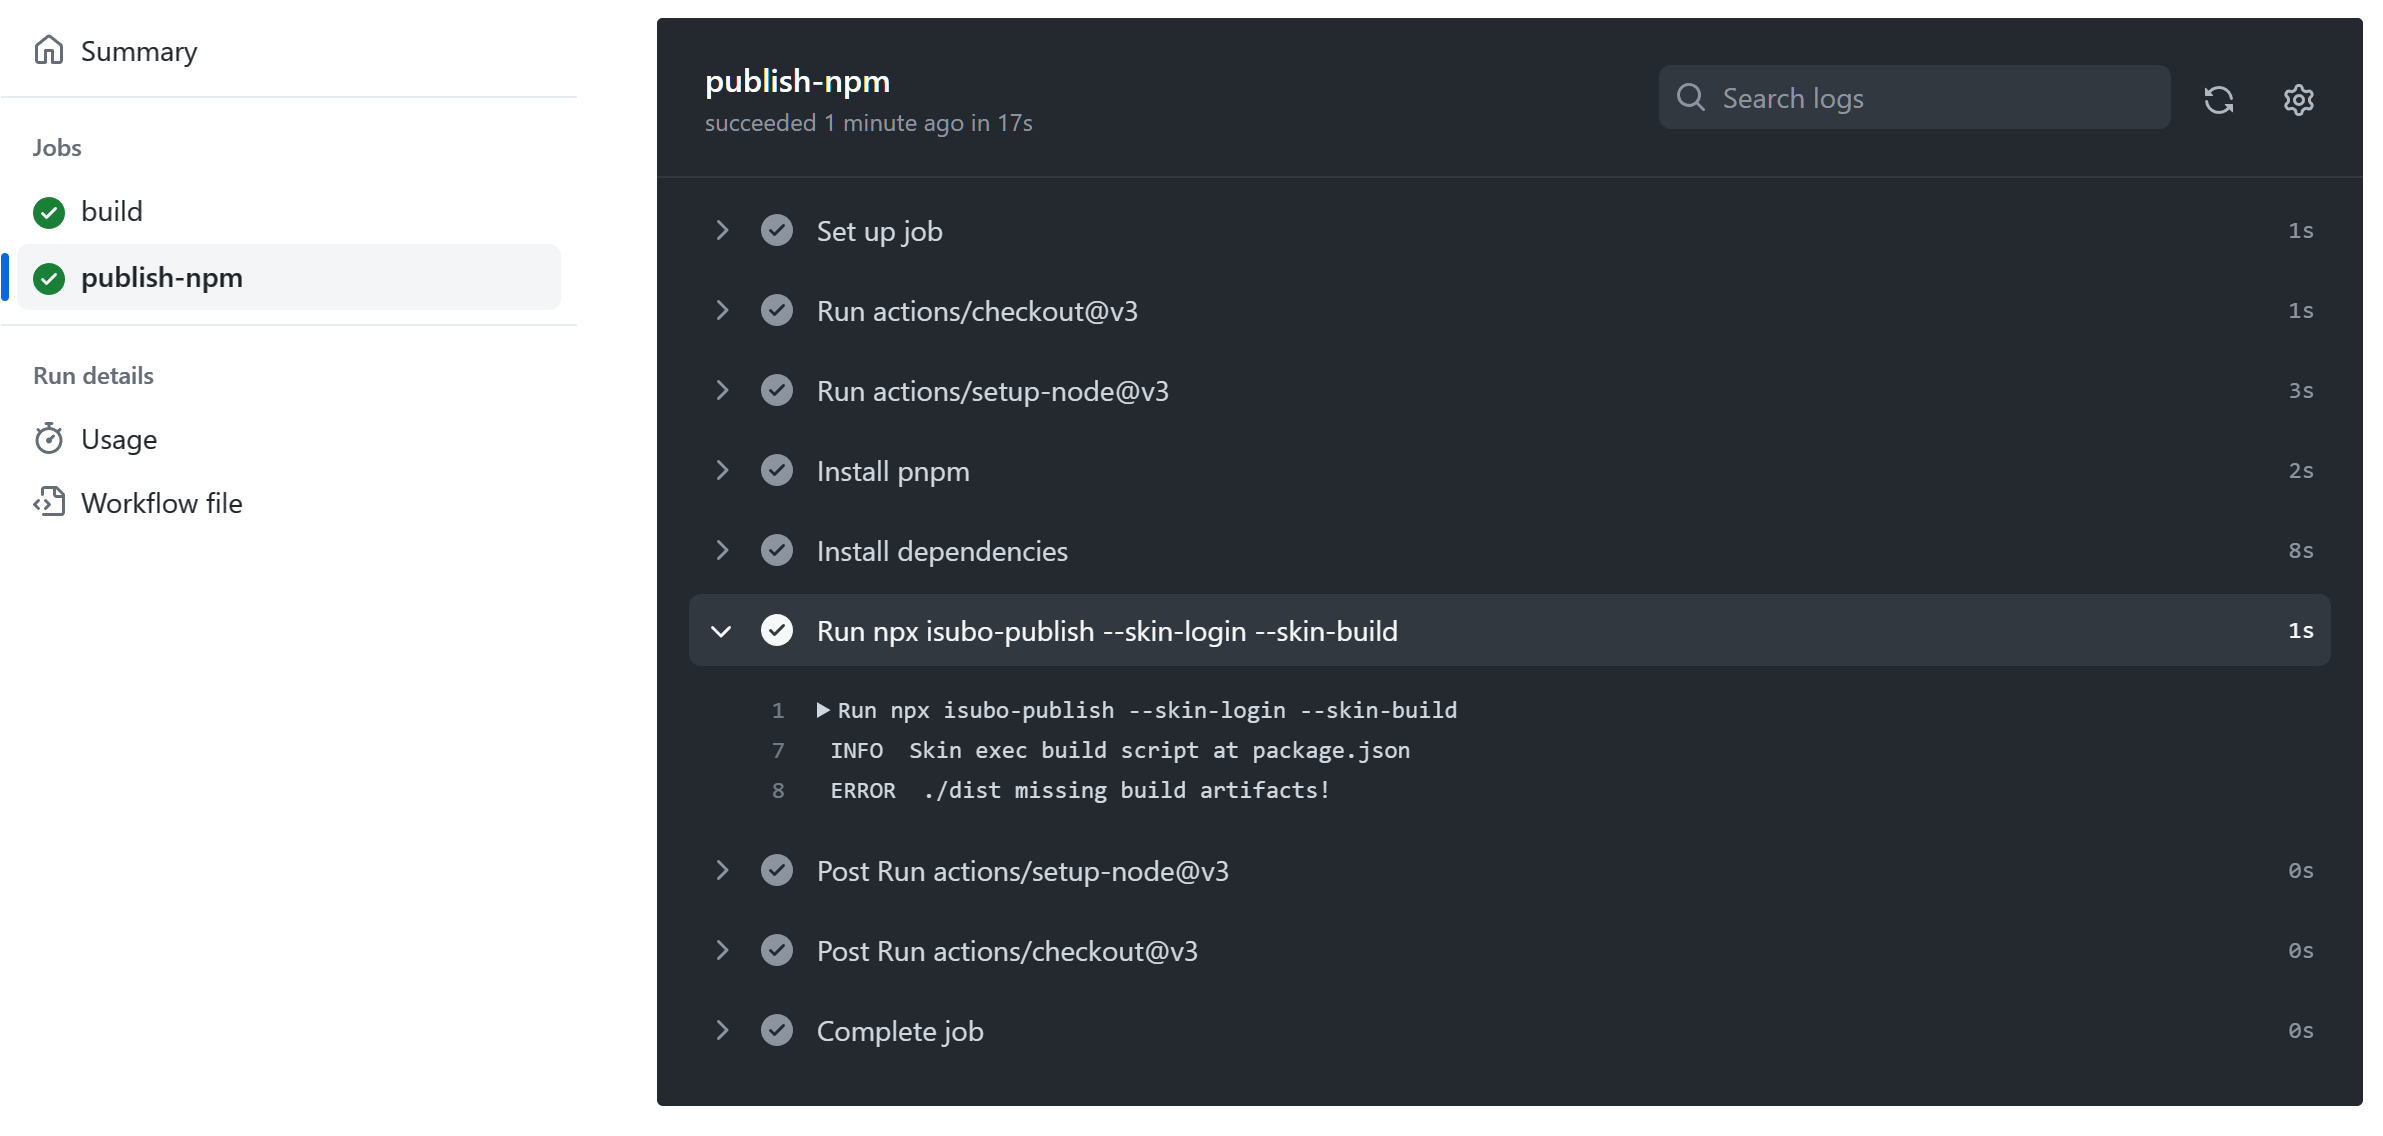 Summary
Jobs
build
publish-npm
Run details
Usage
Workflow file
publish-npm
succeeded 1 minute ago in 17s
Search logs
Set up job 1s
Run actions/checkout@v3 1s
Run actions/setup-node@v3 3s
Install pnpm 2s
Install dependencies 8s
Run npx isubo-publish --skin-login --skin-build 1s
1 Run npx isubo-publish --skin-login --skin-build
7 INFO Skin exec build script at package.json
8 ERROR ./dist missing build artifacts!
Post Run actions/setup-node@v3 0s
Post Run actions/checkout@v3 0s
Complete job 0s